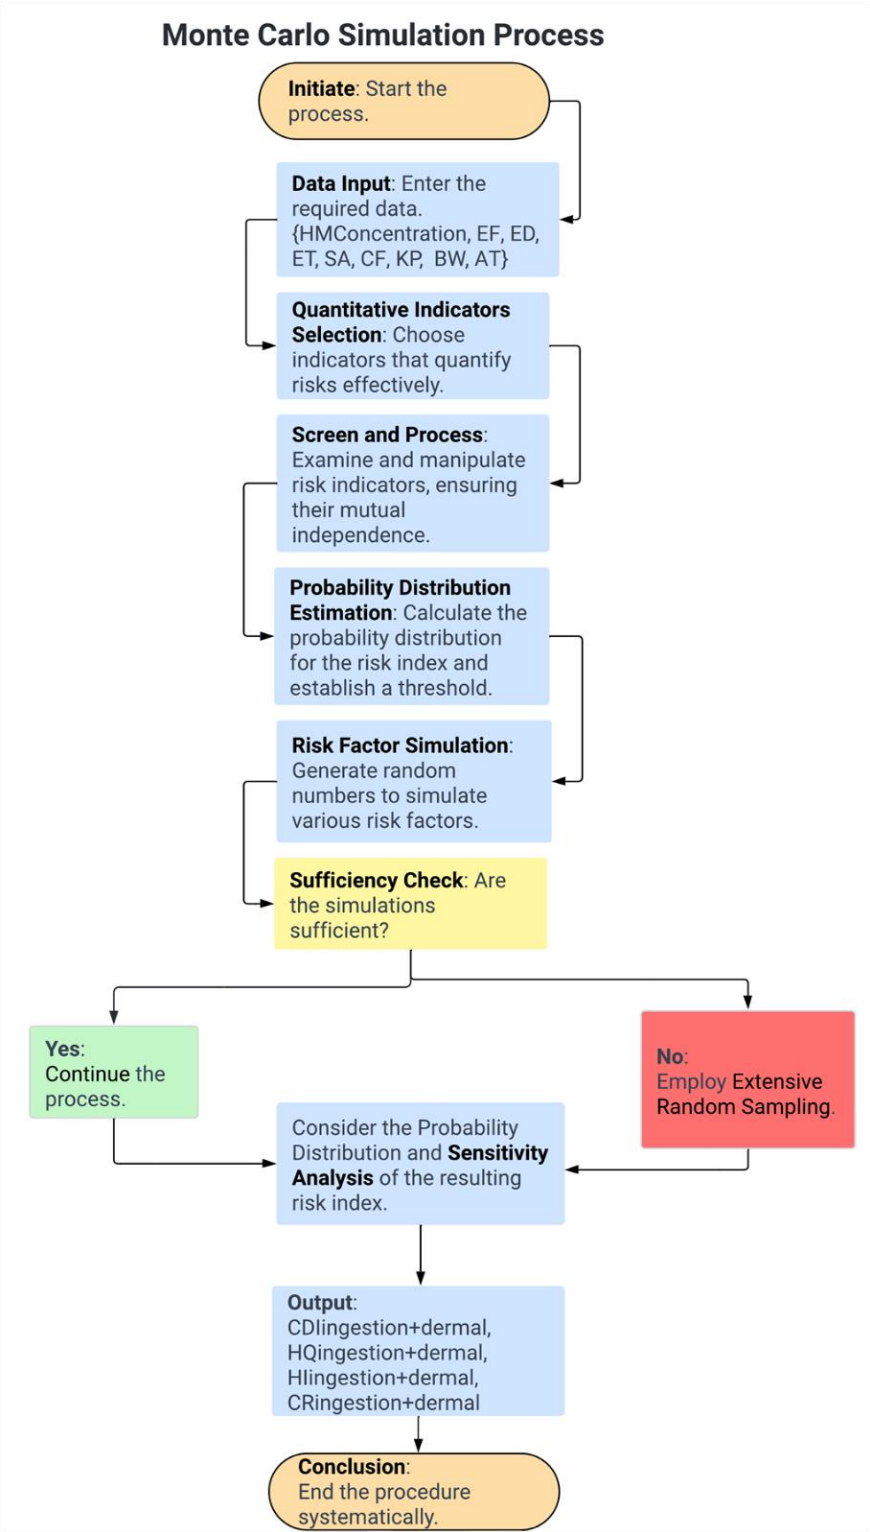 Monte Carlo Simulation Process
Initiate: Start the
process.
Data Input: Enter the
required data.
{HMConcentration, EF, ED,
ET, SA, CF, KP, BW, AT}
Quantitative Indicators
Selection: Choose
indicators that quantify
risks effectively.
Screen and Process:
Examine and manipulate
risk indicators, ensuring
their mutual
independence.
Probability Distribution
Estimation: Calculate the
probability distribution
for the risk index and
establish a threshold.
Risk Factor Simulation:
Generate random
numbers to simulate
various risk factors.
Sufficiency Check: Are
the simulations
sufficient?
Yes:
Continue the
process.
No:
Employ Extensive
Random Sampling.
Consider the Probability
Distribution and Sensitivity
Analysis of the resulting
risk index.
Output:
CDIingestion+dermal,
HQingestion+dermal,
HIingestion+dermal,
CRingestion+dermal
Conclusion:
End the procedure
systematically.